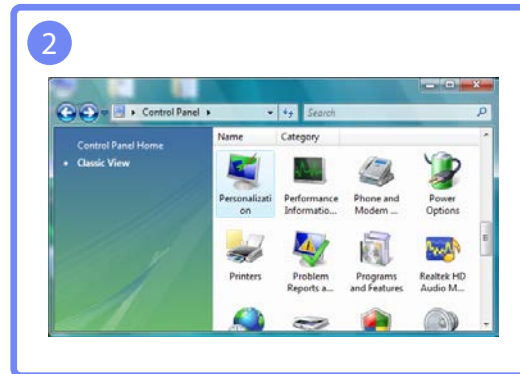 2
Control Panel
Search
Control Panel Home
Classic View
Name Category
Personalizati
on
Performance
Informatio...
Phone and
Modem ...
Power
Options
Printers
Problem
Reports a...
Programs
and Features
Realtek HD
Audio M...